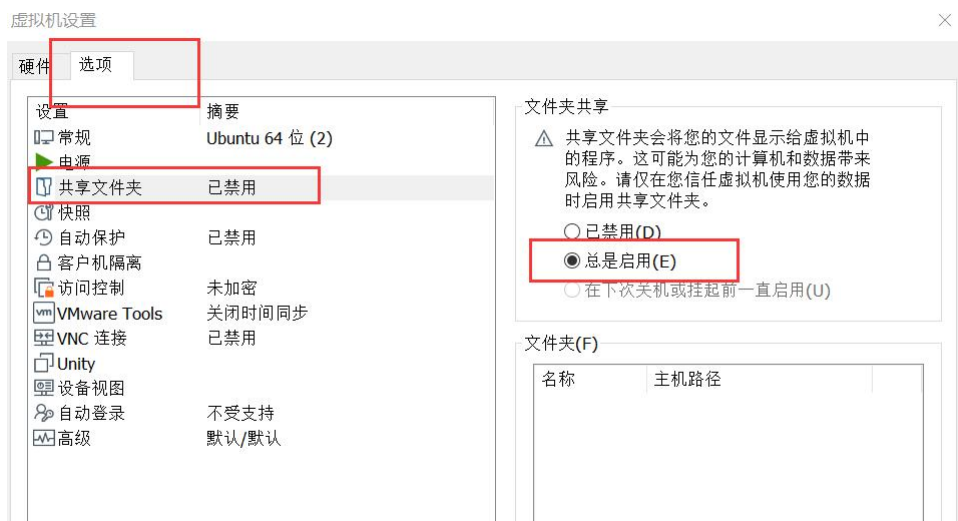 虚拟机设置
硬件 选项
设置 摘要
常规 Ubuntu 64 位 (2)
电源
共享文件夹 已禁用
快照
自动保护 已禁用
客户机隔离
访问控制 未加密
vm VMware Tools 关闭时间同步
VNC 连接 已禁用
Unity
设备视图
自动登录 不受支持
高级 默认/默认
文件夹共享
共享文件夹会将您的文件显示给虚拟机中
的程序。这可能为您的计算机和数据带来
风险。请仅在您信任虚拟机使用您的数据
时启用共享文件夹。
已禁用(D)
总是启用(E)
在下次关机或挂起前一直启用(U)
文件夹(F)
名称 主机路径